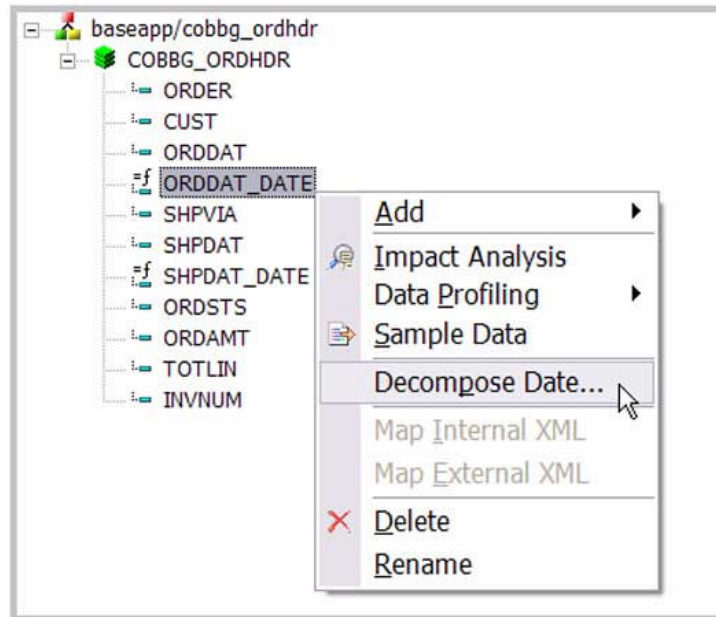 baseapp/cobbg_ordhdr
COBBG_ORDHDR
ORDER
CUST
ORDDAT
ORDDAT_DATE
SHPVIA
SHPDAT
SHPDAT_DATE
ORDSTS
ORDAMT
TOTLIN
INVNUM
Add
Impact Analysis
Data Profiling
Sample Data
Decompose Date...
Map Internal XML
Map External XML
Delete
Rename